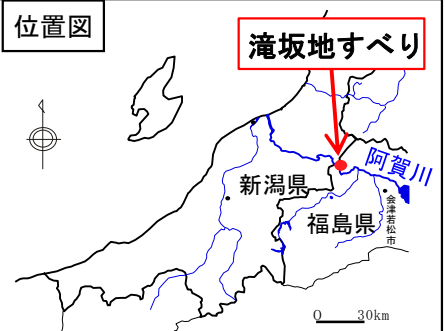 位置図
滝坂地すべり
阿賀川
新潟県
福島県
会津若松市
0 30km